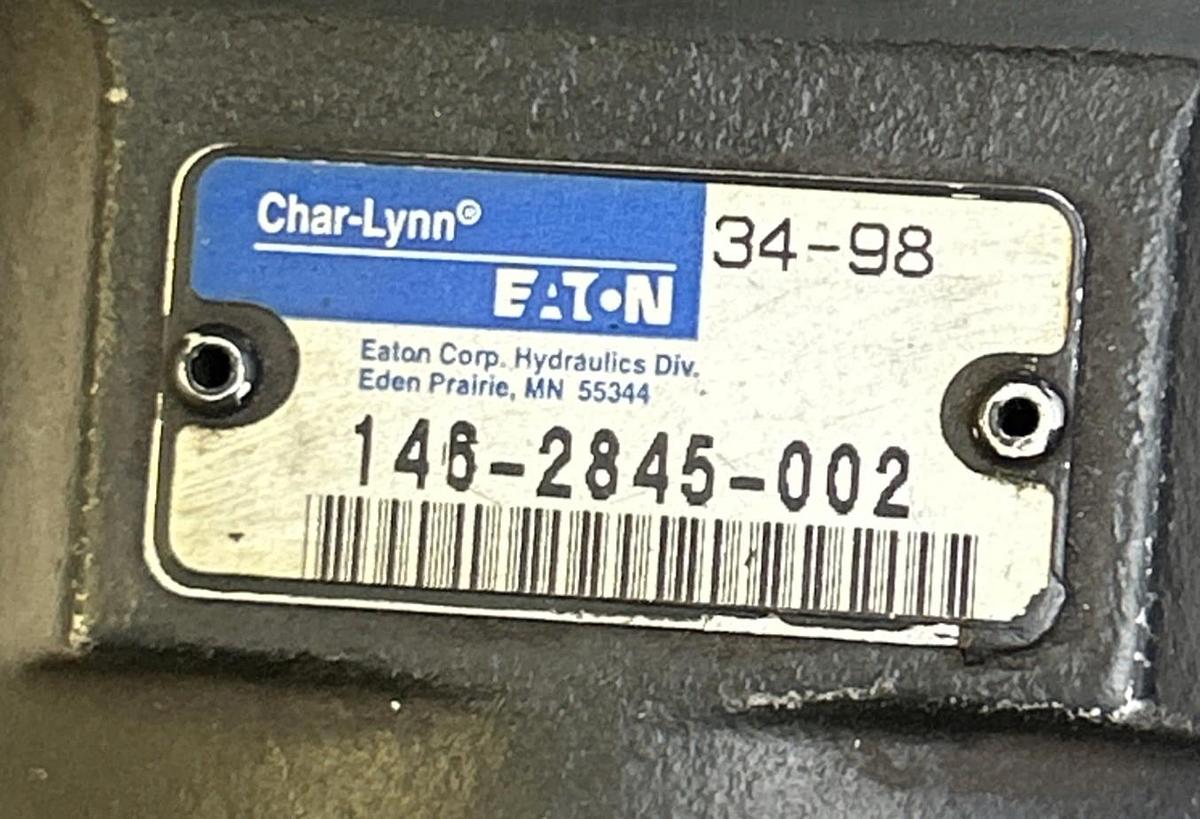 Char-Lynn®
EATON
34-98
Eaton Corp. Hydraulics Div.
Eden Prairie, MN 55344
146-2845-002